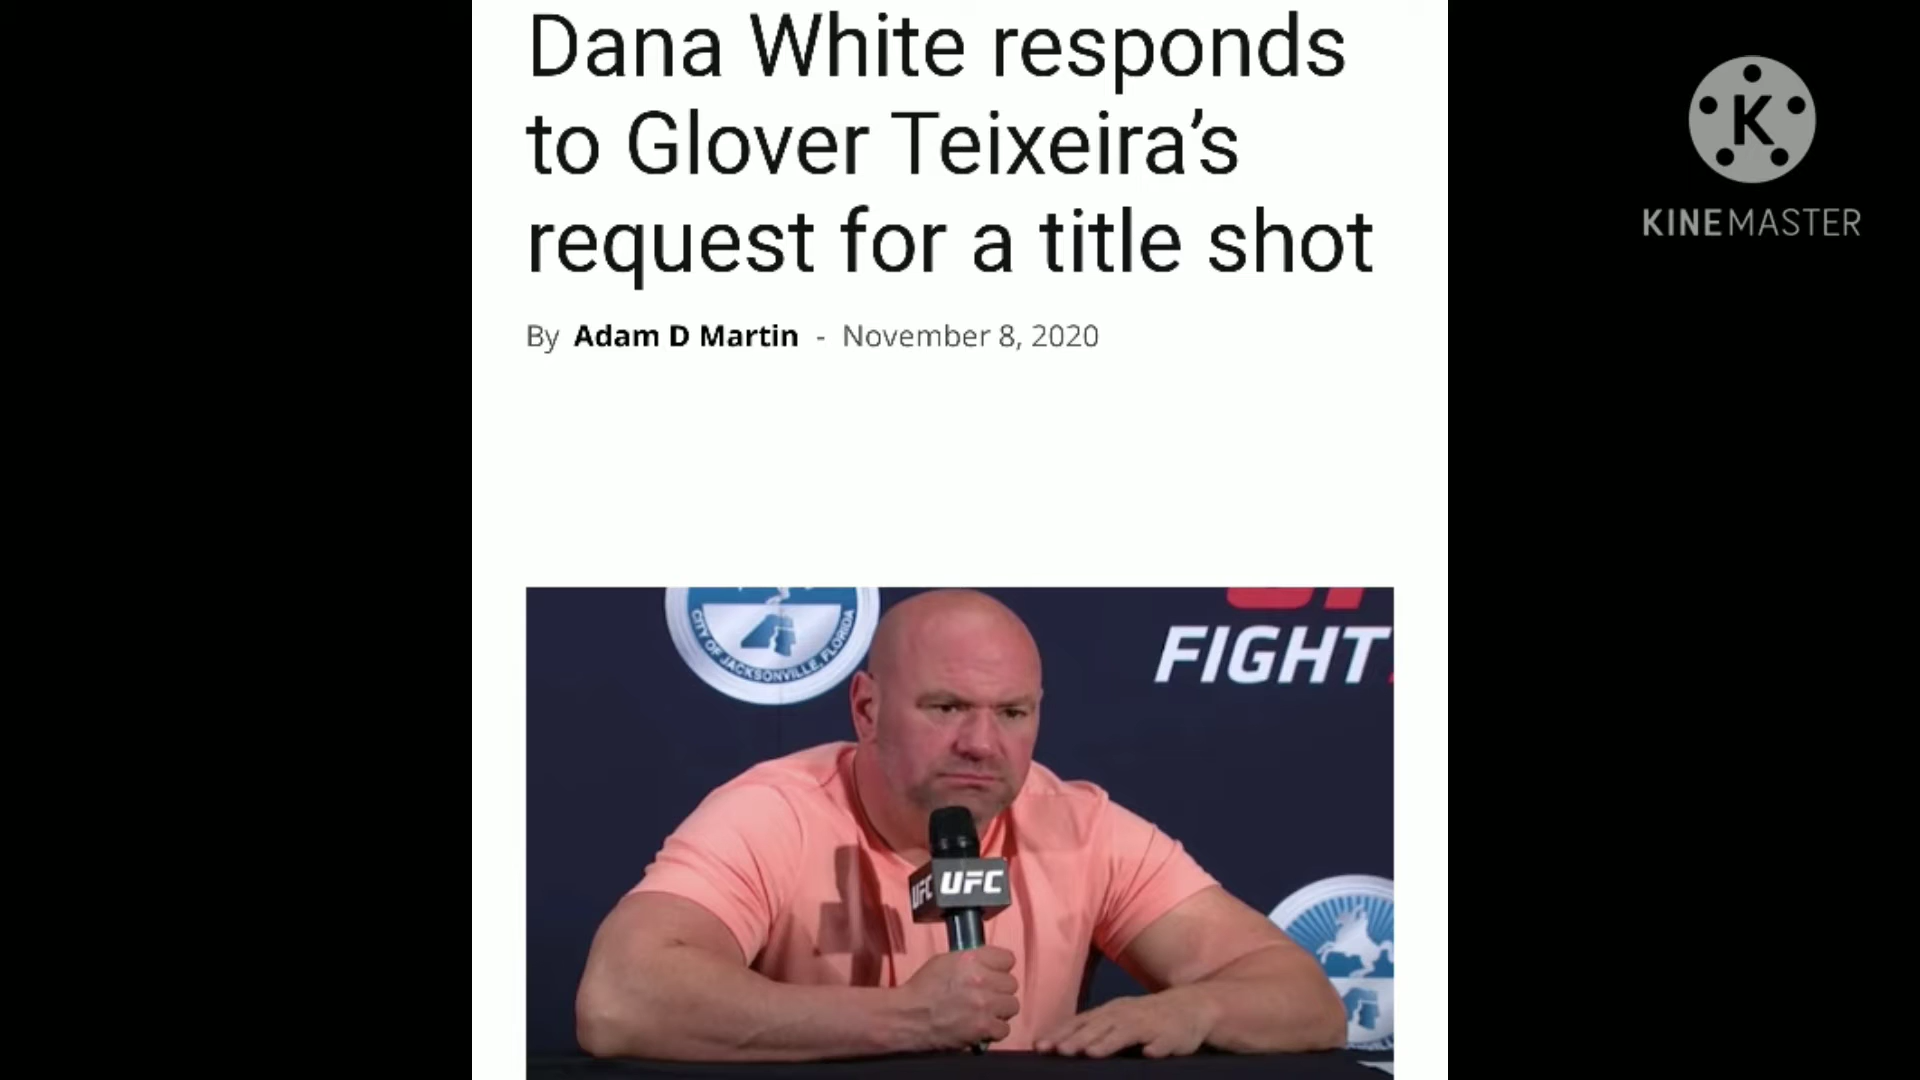 Dana White responds
to Glover Teixeira’s
request for a title shot
By Adam D Martin - November 8, 2020
K
KINEMASTER
CITY OF JACKSONVILLE, FLORIDA
FIGHT
UFC UFC